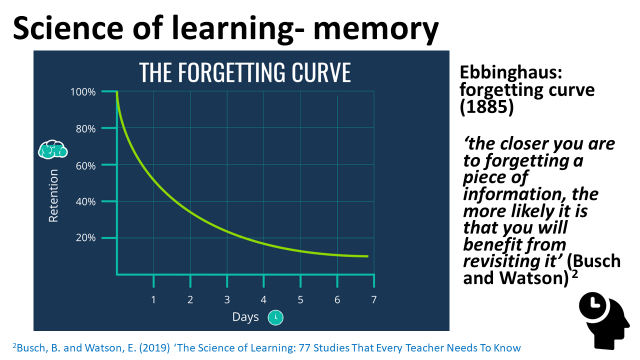 Science of learning- memory
THE FORGETTING CURVE
100%
80%
60%
40%
20%
Retention
1 2 3 4 5 6 7
Days
Ebbinghaus:
forgetting curve
(1885)
‘the closer you are
to forgetting a
piece of
information, the
more likely it is
that you will
benefit from
revisiting it’ (Busch
and Watson)2
2Busch, B. and Watson, E. (2019) ‘The Science of Learning: 77 Studies That Every Teacher Needs To Know